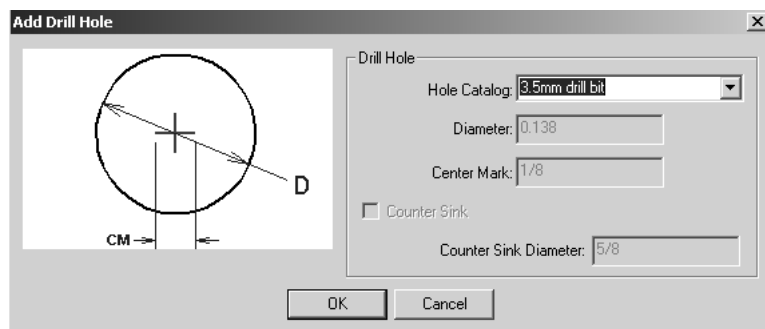 Add Drill Hole
D
CM
Drill Hole
Hole Catalog: 3.5mm drill bit
Diameter: 0.138
Center Mark: 1/8
Counter Sink
Counter Sink Diameter: 5/8
OK
Cancel